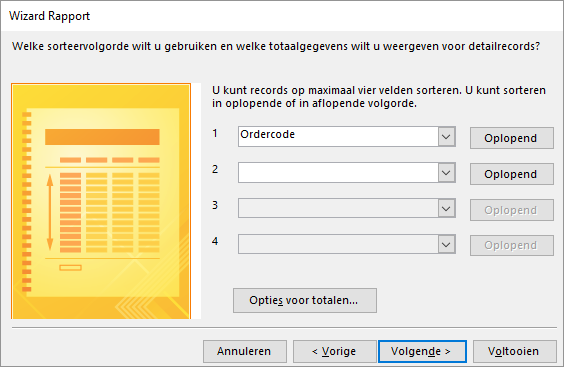 Wizard Rapport
Welke sorteervolgorde wilt u gebruiken en welke totaalgegevens wilt u weergeven voor detailrecords?
U kunt records op maximaal vier velden sorteren. U kunt sorteren
in oplopende of in aflopende volgorde.
1 Ordercode Oplopend
2 Oplopend
3 Oplopend
4 Oplopend
Opties voor totalen...
Annuleren < Vorige Volgende > Voltooien